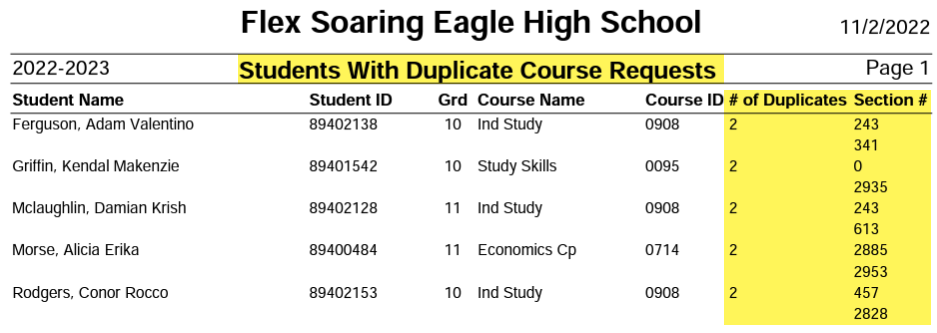 Flex Soaring Eagle High School 11/2/2022
2022-2023 Students With Duplicate Course Requests Page 1
Student Name Student ID Grd Course Name Course ID # of Duplicates Section #
Ferguson, Adam Valentino 89402138 10 Ind Study 0908 2 243
341
Griffin, Kendal Makenzie 89401542 10 Study Skills 0095 2 0
2935
Mclaughlin, Damian Krish 89402128 11 Ind Study 0908 2 243
613
Morse, Alicia Erika 89400484 11 Economics Cp 0714 2 2885
2953
Rodgers, Conor Rocco 89402153 10 Ind Study 0908 2 457
2828